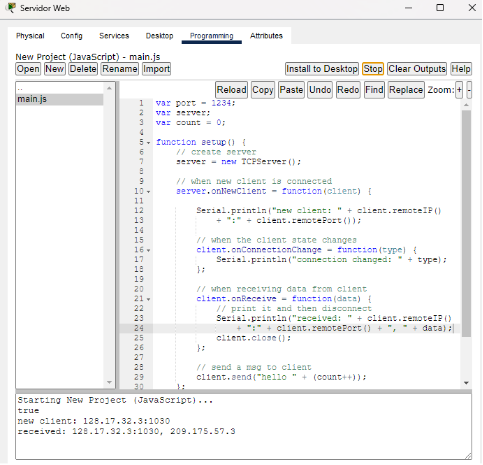 Servidor Web
Physical Config Services Desktop Programming Attributes
New Project (JavaScript) - main.js
Open New Delete Rename Import Install to Desktop Stop Clear Outputs Help
Reload Copy Paste Undo Redo Find Replace Zoom: + -
..
main.js
1 var port = 1234;
2 var server;
3 var count = 0;
4
5 function setup() {
6 // create server
7 server = new TCPServer();
8
9 // when new client is connected
10 server.onNewClient = function(client) {
11
12 Serial.println("new client: " + client.remoteIP()
13 + ":" + client.remotePort());
14
15 // when the client state changes
16 client.onConnectionChange = function(type) {
17 Serial.println("connection changed: " + type);
18 };
19
20 // when receiving data from client
21 client.onReceive = function(data) {
22 // print it and then disconnect
23 Serial.println("received: " + client.remoteIP()
24 + ":" + client.remotePort() + ", " + data);
25 client.close();
26 };
27
28 // send a msg to client
29 client.send("hello " + (count++));
30 };
Starting New Project (JavaScript)...
true
new client: 128.17.32.3:1030
received: 128.17.32.3:1030, 209.175.57.3